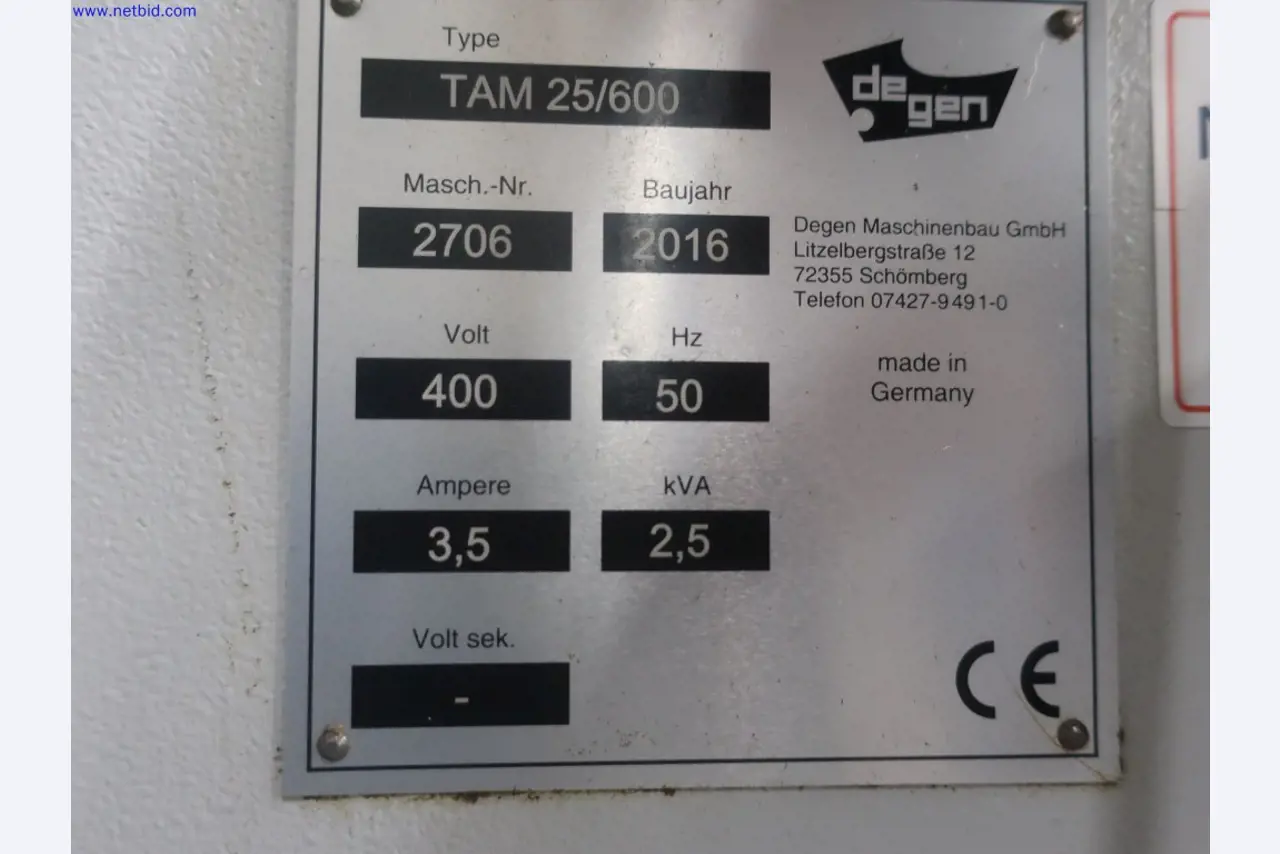 www.netbid.com
Type
TAM 25/600
degen
Masch.-Nr.
Baujahr
2706
2016
Degen Maschinenbau GmbH
Litzelbergstraße 12
72355 Schömberg
Telefon 07427-9491-0
Volt
Hz
400
50
made in
Germany
Ampere
kVA
3,5
2,5
Volt sek.
-
CE